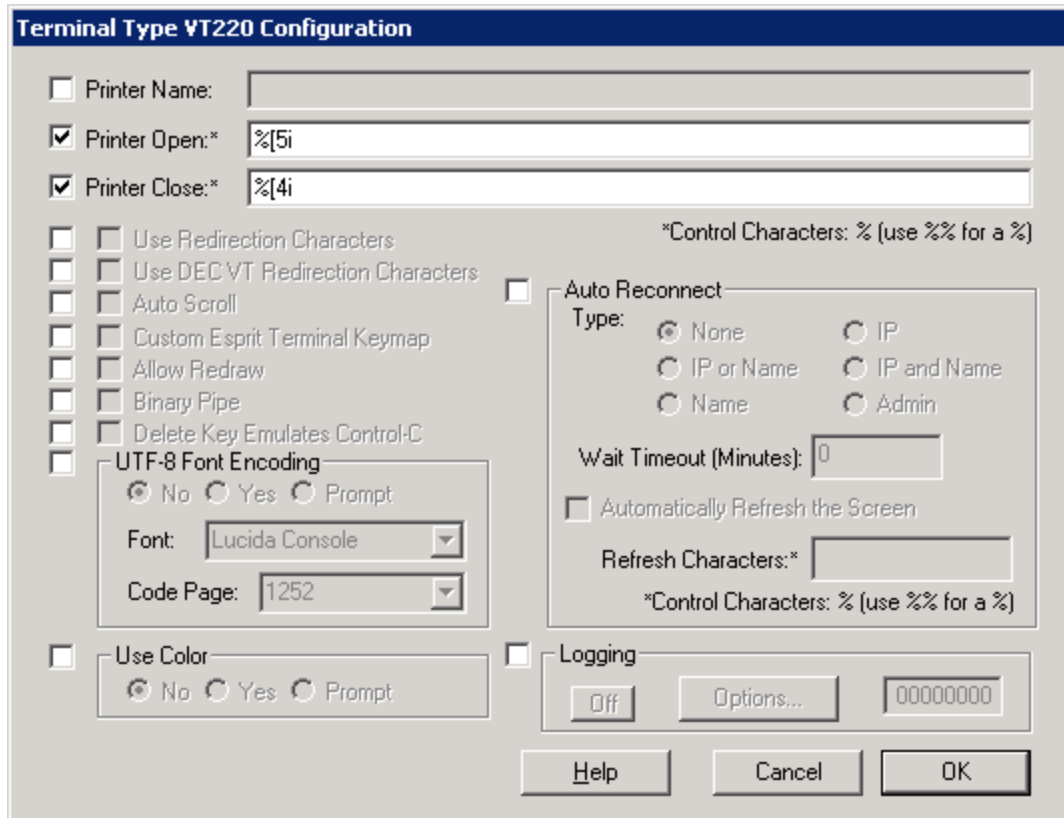 Terminal Type VT220 Configuration
Printer Name:
Printer Open:* %[5i
Printer Close:* %[4i
*Control Characters: % (use %% for a %)
Use Redirection Characters
Use DEC VT Redirection Characters
Auto Scroll
Custom Esprit Terminal Keymap
Allow Redraw
Binary Pipe
Delete Key Emulates Control-C
UTF-8 Font Encoding
No Yes Prompt
Font: Lucida Console
Code Page: 1252
Use Color
No Yes Prompt
Auto Reconnect
Type:
None IP
IP or Name IP and Name
Name Admin
Wait Timeout (Minutes): 0
Automatically Refresh the Screen
Refresh Characters:*
*Control Characters: % (use %% for a %)
Logging
Off Options... 00000000
Help Cancel OK